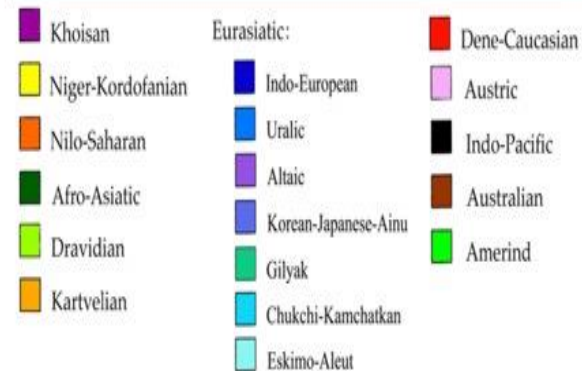 Khoisan
Niger-Kordofanian
Nilo-Saharan
Afro-Asiatic
Dravidian
Kartvelian
Eurasiatic:
Indo-European
Uralic
Altaic
Korean-Japanese-Ainu
Gilyak
Chukchi-Kamchatkan
Eskimo-Aleut
Dene-Caucasian
Austric
Indo-Pacific
Australian
Amerind